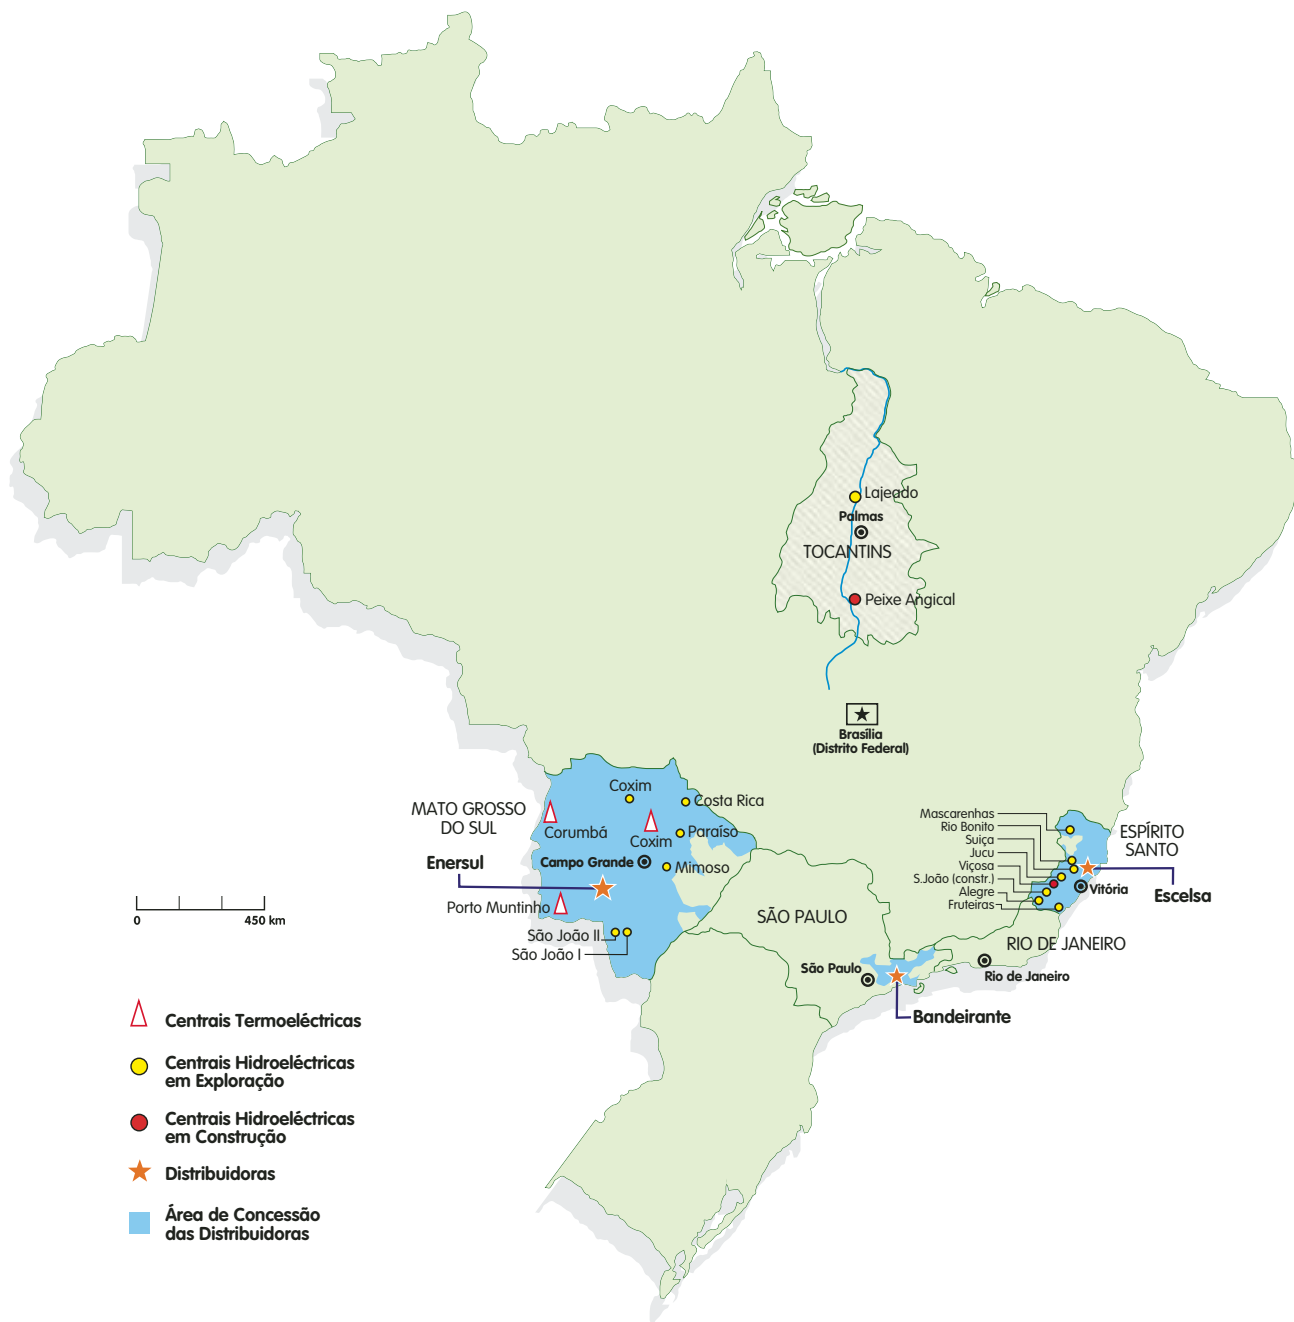 Lajeado
Palmas
TOCANTINS
Peixe Angical
Brasília
(Distrito Federal)
MATO GROSSO
DO SUL
Coxim
Costa Rica
Corumbá
Coxim
Paraíso
Enersul
Campo Grande
Mimoso
Porto Muntinho
São João II
São João I
Mascarenhas
Rio Bonito
Suiça
Jucu
Viçosa
S.João (constr.)
Alegre
Fruteiras
ESPÍRITO
SANTO
Vitória
Escelsa
SÃO PAULO
RIO DE JANEIRO
São Paulo
Rio de Janeiro
Bandeirante
0 450 km
Centrais Termoeléctricas
Centrais Hidroeléctricas
em Exploração
Centrais Hidroeléctricas
em Construção
Distribuidoras
Área de Concessão
das Distribuidoras